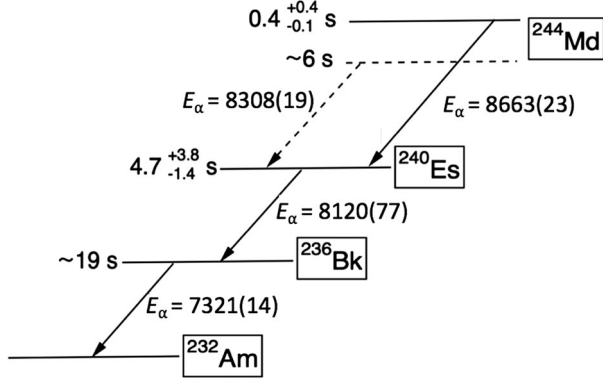 0.4 +0.4 -0.1 s
244Md
~6 s
Eα = 8308(19)
Eα = 8663(23)
4.7 +3.8 -1.4 s
240Es
Eα = 8120(77)
~19 s
236Bk
Eα = 7321(14)
232Am